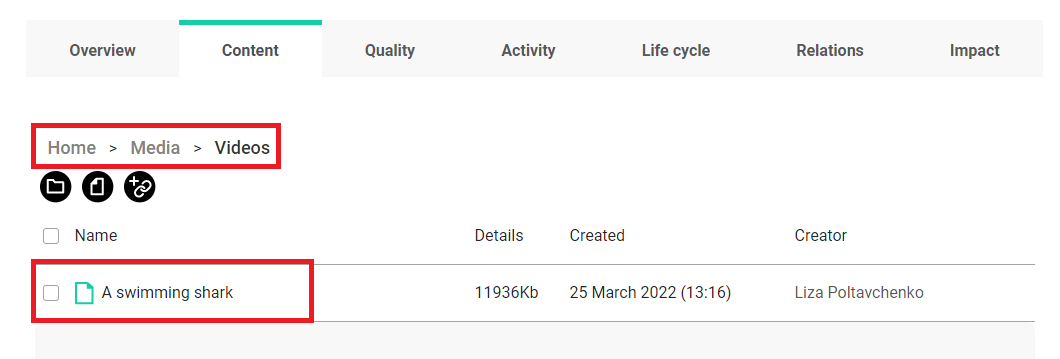 Overview Content Quality Activity Life cycle Relations Impact
Home > Media > Videos
Name Details Created Creator
A swimming shark 11936Kb 25 March 2022 (13:16) Liza Poltavchenko